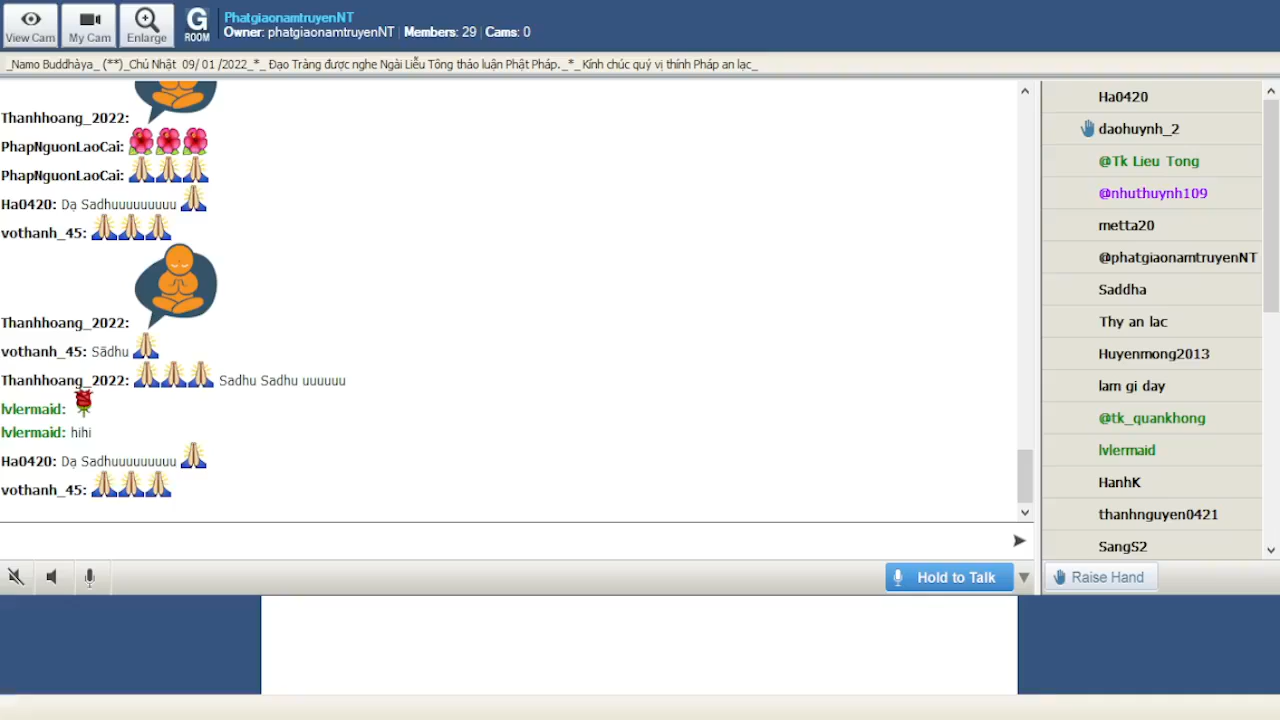 View Cam
My Cam
Enlarge
G
ROOM
PhatgiaonamtruyenNT
Owner: phatgiaonamtruyenNT | Members: 29 | Cams: 0
_Namo Buddhàya_ (**)_Chú Nhật 09/ 01 /2022_*_ Đạo Tràng được nghe Ngài Liễu Tông thảo luận Phật Pháp._*_Kính chúc quý vị thính Pháp an lạc_
Thanhhoang_2022:
PhapNguonLaoCai:
PhapNguonLaoCai:
Ha0420: Dạ Sadhuuuuuuuuu
vothanh_45:
Thanhhoang_2022:
vothanh_45: Sādhu
Thanhhoang_2022: Sadhu Sadhu uuuuuu
lvlermaid:
lvlermaid: hihi
Ha0420: Dạ Sadhuuuuuuuuu
vothanh_45:
Hold to Talk
Ha0420
daohuynh_2
@Tk Lieu Tong
@nhuthuynh109
metta20
@phatgiaonamtruyenNT
Saddha
Thy an lac
Huyenmong2013
lam gi day
@tk_quankhong
lvlermaid
HanhK
thanhnguyen0421
SangS2
Raise Hand